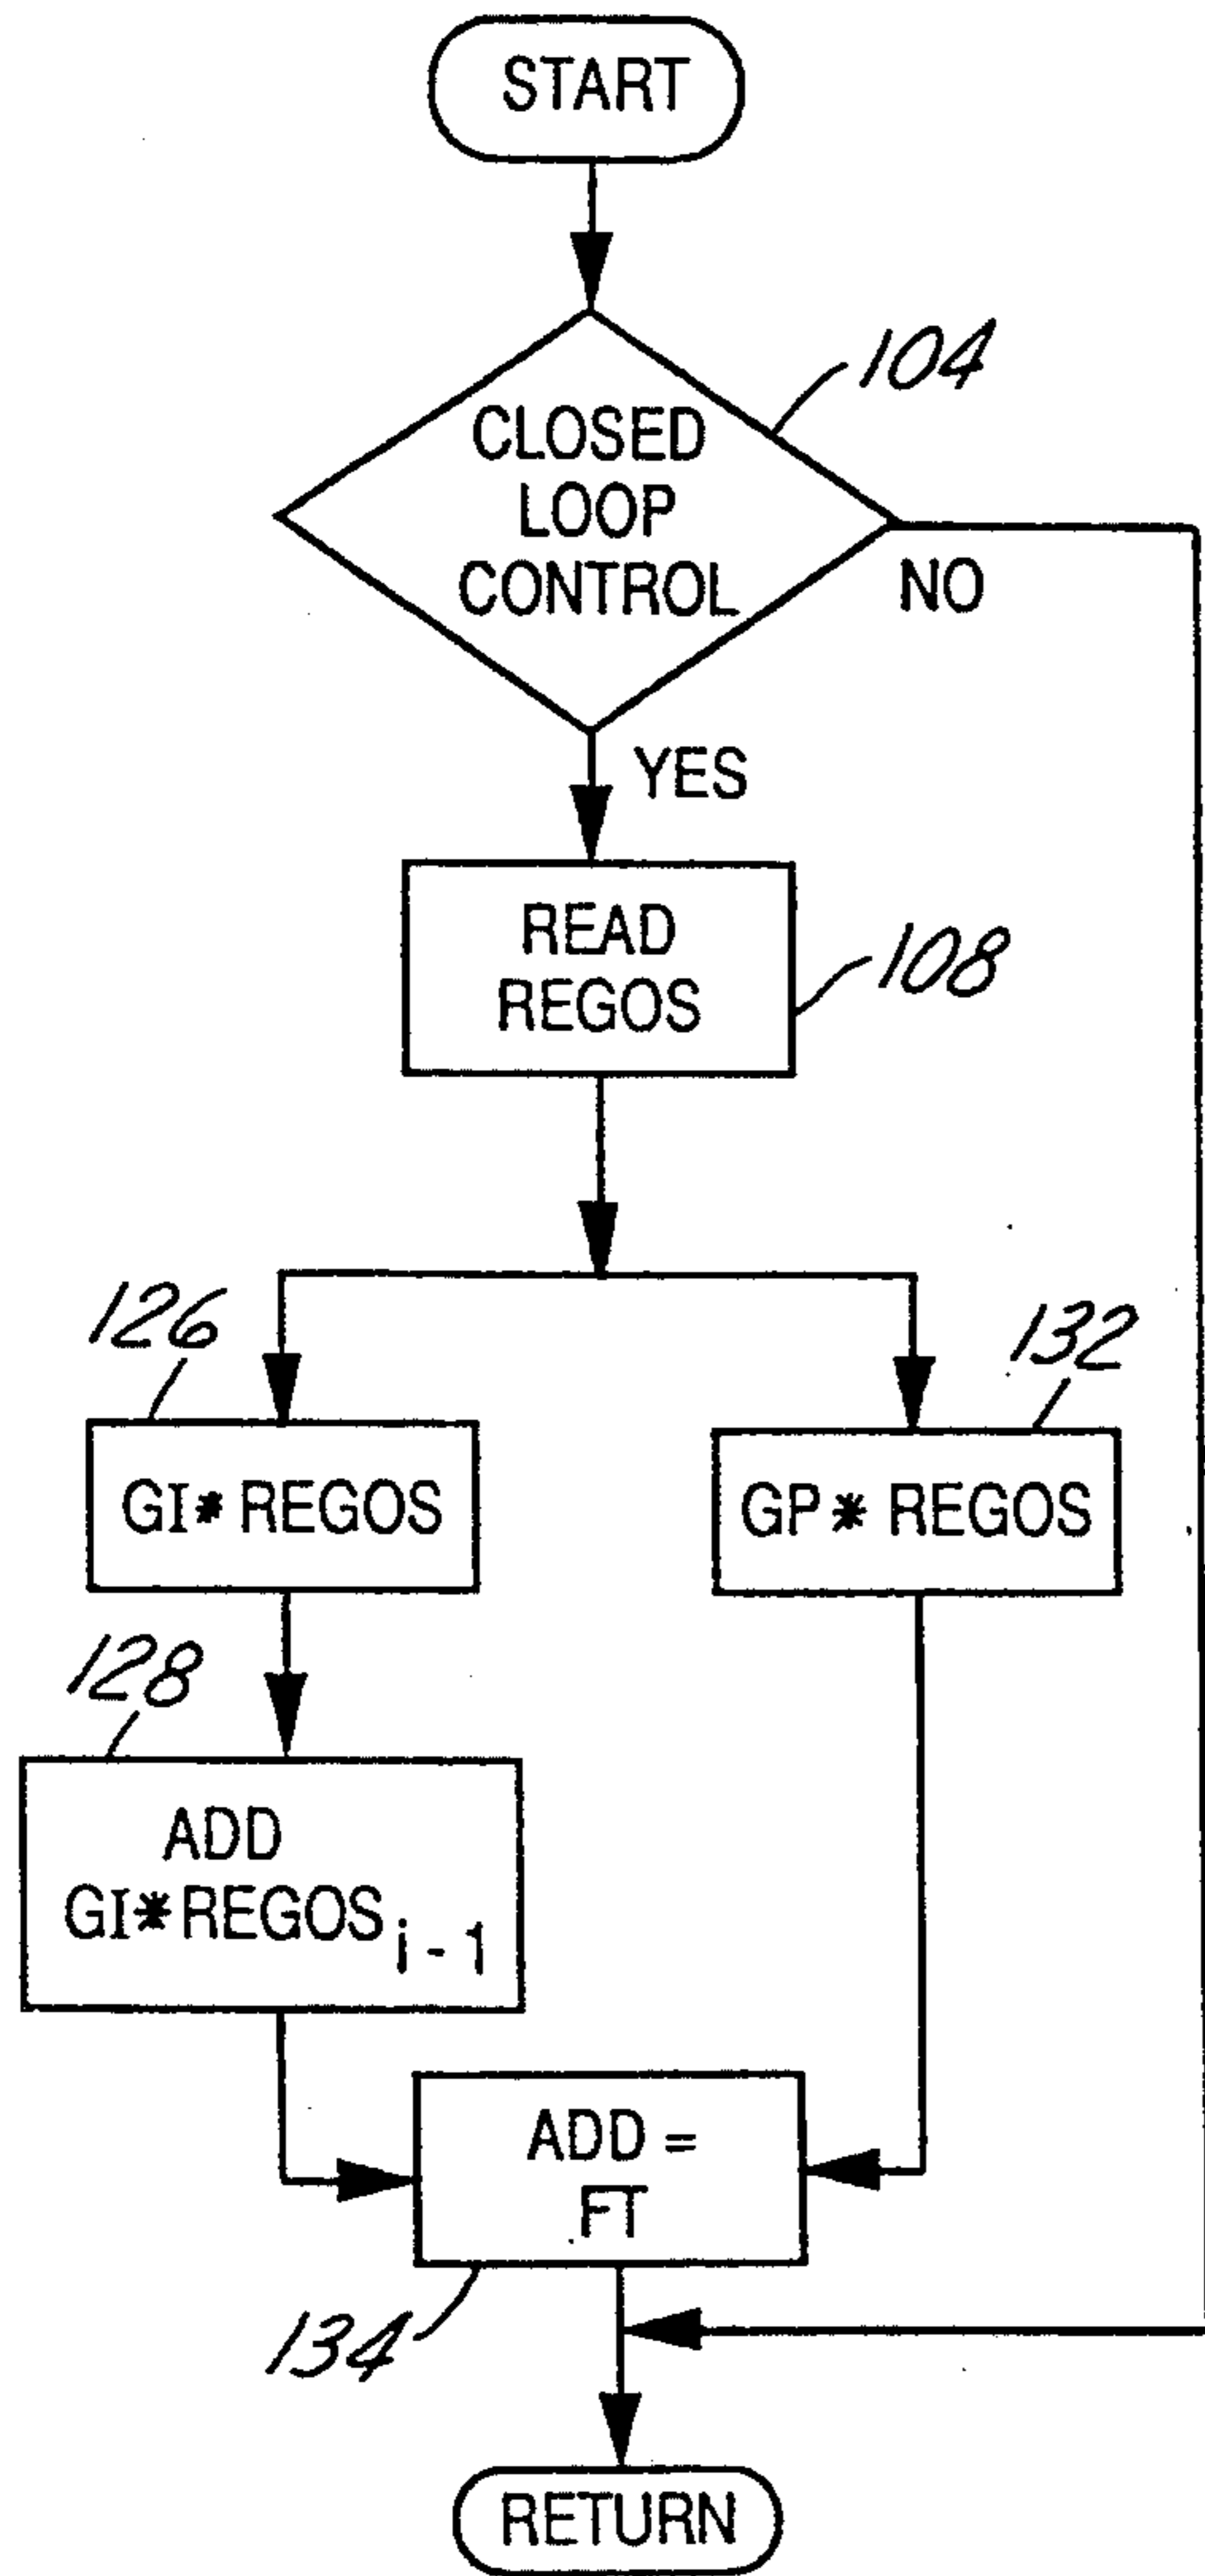 START
104
CLOSED
LOOP
CONTROL
NO
YES
READ
REGOS
108
126
132
GI* REGOS
GP * REGOS
128
ADD
GI*REGOS i - 1
ADD =
FT
134
RETURN